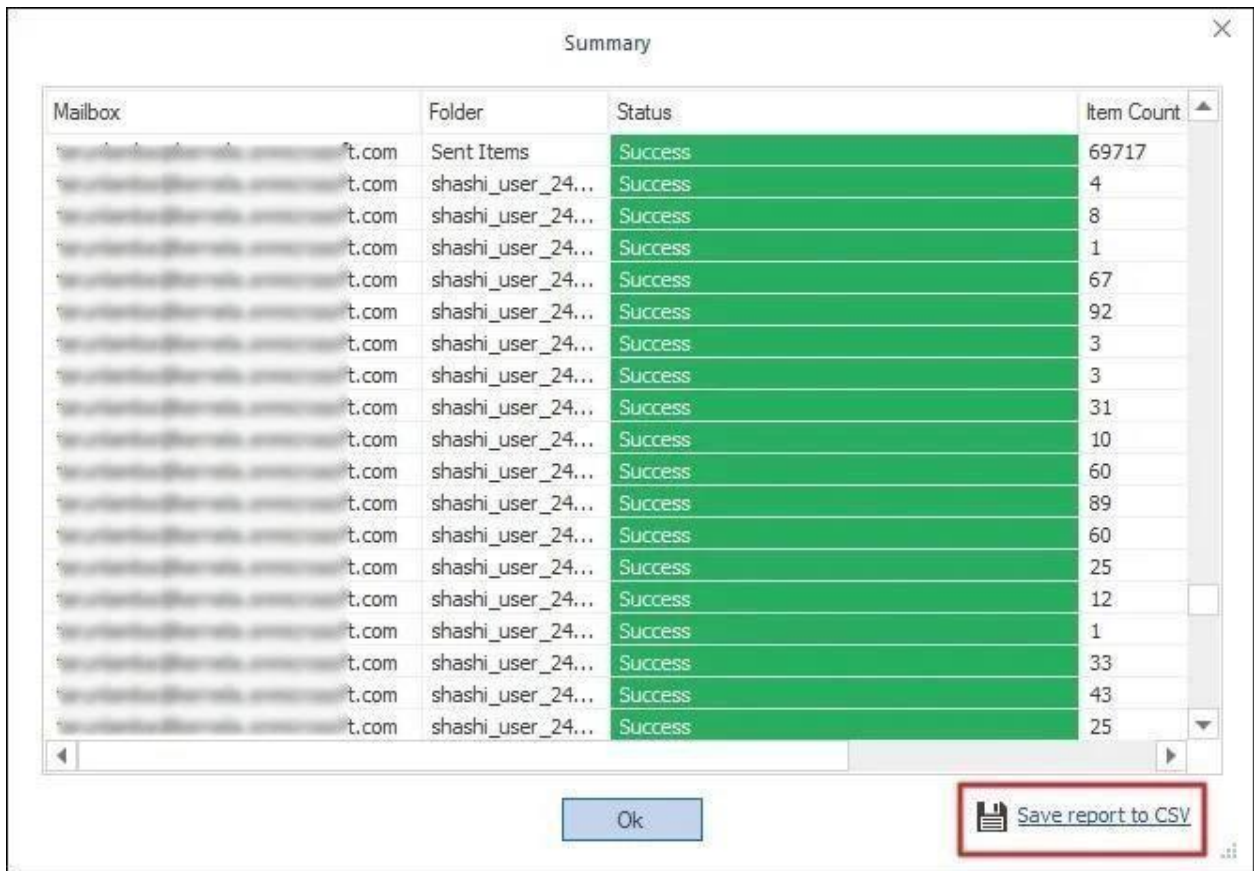 Summary
Mailbox Folder Status Item Count
t.com Sent Items Success 69717
t.com shashi_user_24... Success 4
t.com shashi_user_24... Success 8
t.com shashi_user_24... Success 1
t.com shashi_user_24... Success 67
t.com shashi_user_24... Success 92
t.com shashi_user_24... Success 3
t.com shashi_user_24... Success 3
t.com shashi_user_24... Success 31
t.com shashi_user_24... Success 10
t.com shashi_user_24... Success 60
t.com shashi_user_24... Success 89
t.com shashi_user_24... Success 60
t.com shashi_user_24... Success 25
t.com shashi_user_24... Success 12
t.com shashi_user_24... Success 1
t.com shashi_user_24... Success 33
t.com shashi_user_24... Success 43
t.com shashi_user_24... Success 25
Ok Save report to CSV